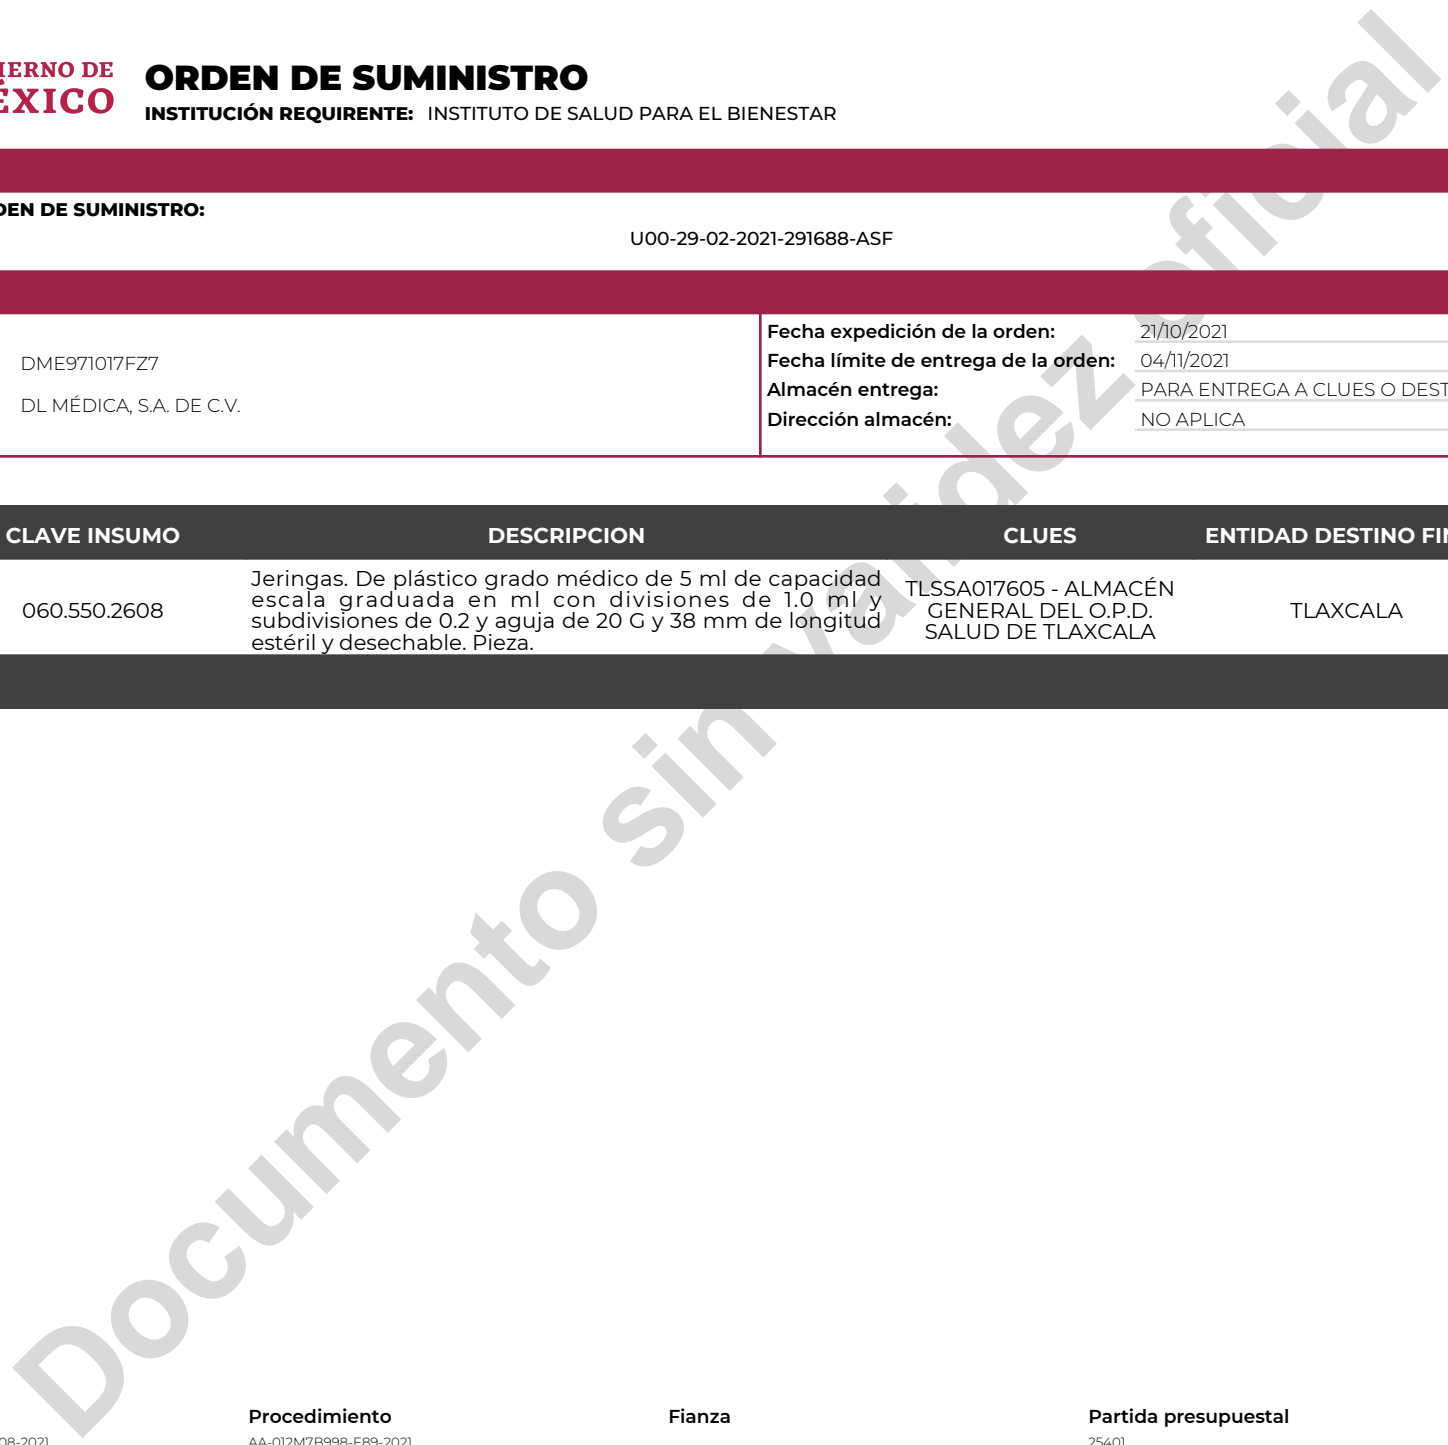 IERNO DE
ÉXICO
ORDEN DE SUMINISTRO
INSTITUCIÓN REQUIRENTE: INSTITUTO DE SALUD PARA EL BIENESTAR
DEN DE SUMINISTRO:
U00-29-02-2021-291688-ASF
DME971017FZ7
DL MÉDICA, S.A. DE C.V.
Fecha expedición de la orden: 21/10/2021
Fecha límite de entrega de la orden: 04/11/2021
Almacén entrega: PARA ENTREGA A CLUES O DEST
Dirección almacén: NO APLICA
CLAVE INSUMO DESCRIPCION CLUES ENTIDAD DESTINO FIN
060.550.2608
Jeringas. De plástico grado médico de 5 ml de capacidad
escala graduada en ml con divisiones de 1.0 ml y
subdivisiones de 0.2 y aguja de 20 G y 38 mm de longitud
estéril y desechable. Pieza.
TLSSA017605 - ALMACÉN
GENERAL DEL O.P.D.
SALUD DE TLAXCALA
TLAXCALA
Documento sin validez oficial
Procedimiento Fianza Partida presupuestal
08-2021 AA-012M7B998-E89-2021 25401